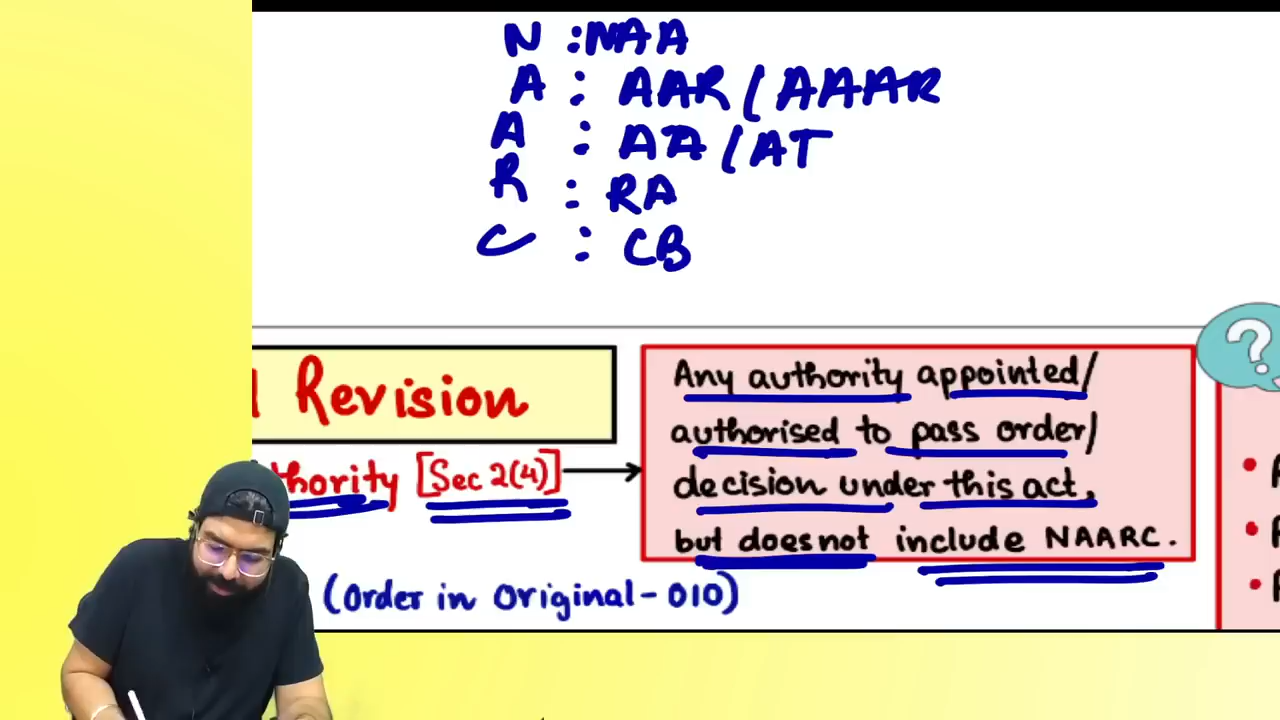 N : NAA
A : AAR / AAAR
A : AA / AT
R : RA
C : CB
?
Revision
Any authority appointed/
authorised to pass order/
decision under this act,
but does not include NAARC.
thority [Sec 2(4)]
(Order in Original - OIO)